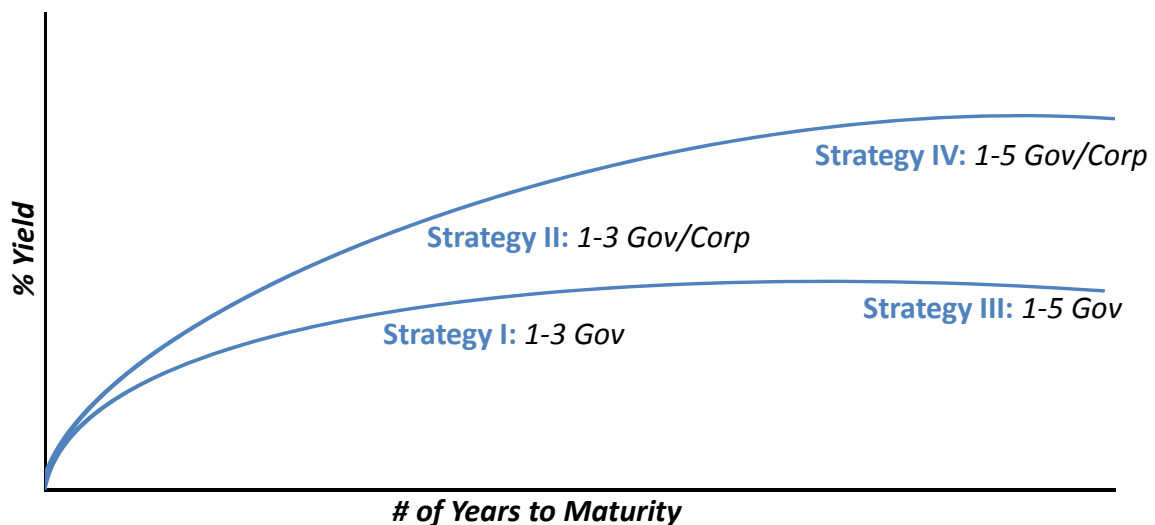 Strategy IV: 1-5 Gov/Corp
% Yield
Strategy II: 1-3 Gov/Corp
Strategy III: 1-5 Gov
Strategy I: 1-3 Gov
# of Years to Maturity